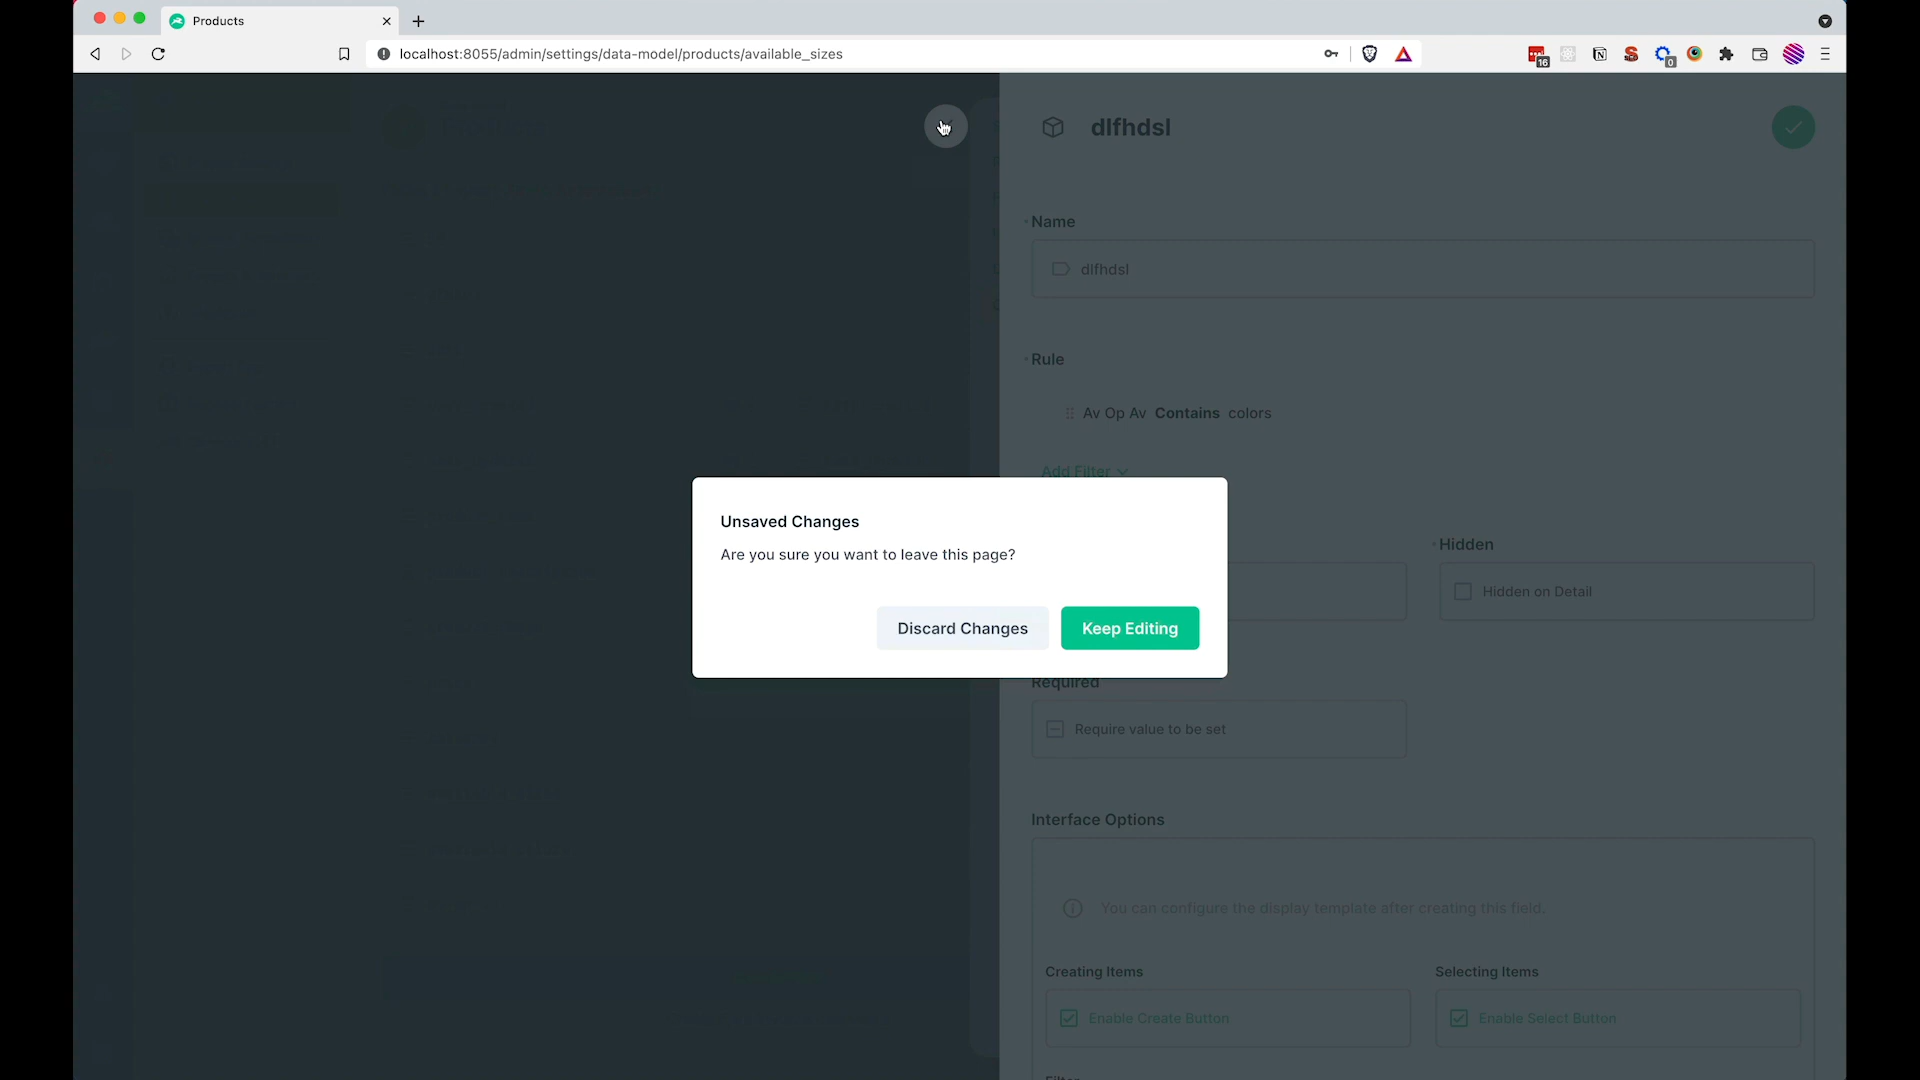 Products
localhost:8055/admin/settings/data-model/products/available_sizes
16
0
dlfhdsl
Name
dlfhdsl
Rule
Av Op Av Contains colors
Add Filter
Unsaved Changes
Are you sure you want to leave this page?
Discard Changes
Keep Editing
Hidden
Hidden on Detail
Required
Require value to be set
Interface Options
You can configure the display template after creating this field.
Creating Items
Selecting Items
Enable Create Button
Enable Select Button